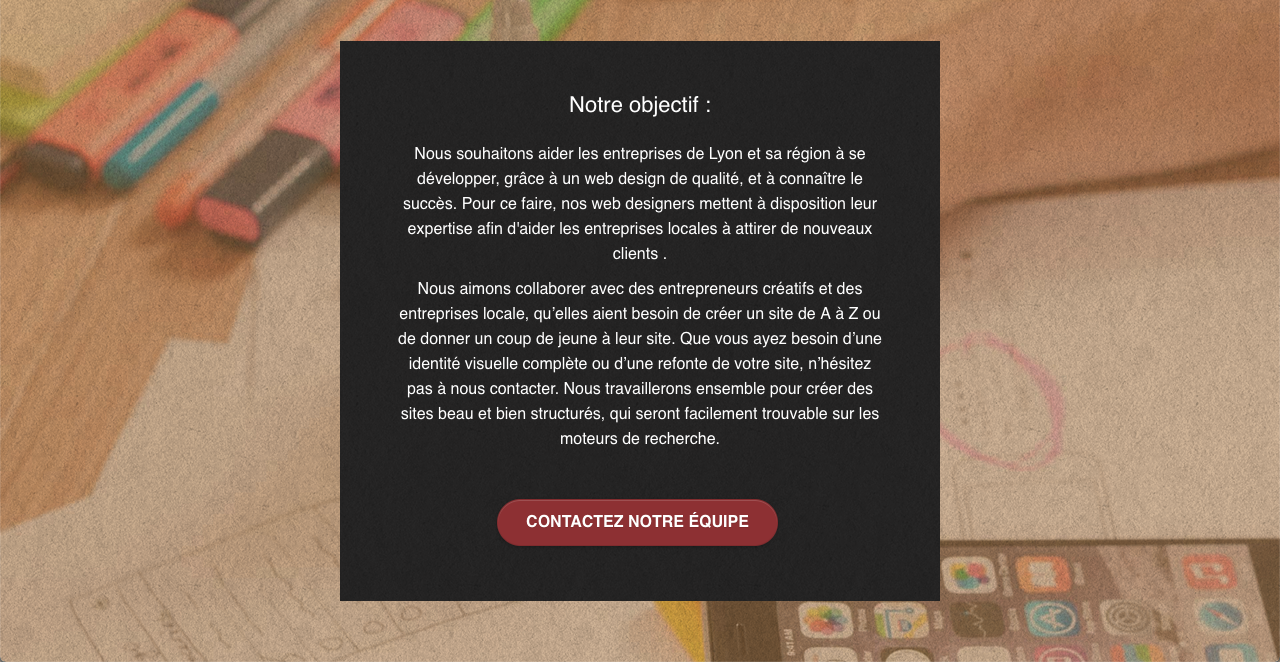 Notre objectif :
Nous souhaitons aider les entreprises de Lyon et sa région à se
développer, grâce à un web design de qualité, et à connaître le
succès. Pour ce faire, nos web designers mettent à disposition leur
expertise afin d'aider les entreprises locales à attirer de nouveaux
clients .
Nous aimons collaborer avec des entrepreneurs créatifs et des
entreprises locale, qu’elles aient besoin de créer un site de A à Z ou
de donner un coup de jeune à leur site. Que vous ayez besoin d’une
identité visuelle complète ou d’une refonte de votre site, n’hésitez
pas à nous contacter. Nous travaillerons ensemble pour créer des
sites beau et bien structurés, qui seront facilement trouvable sur les
moteurs de recherche.
CONTACTEZ NOTRE ÉQUIPE
9:41 AM